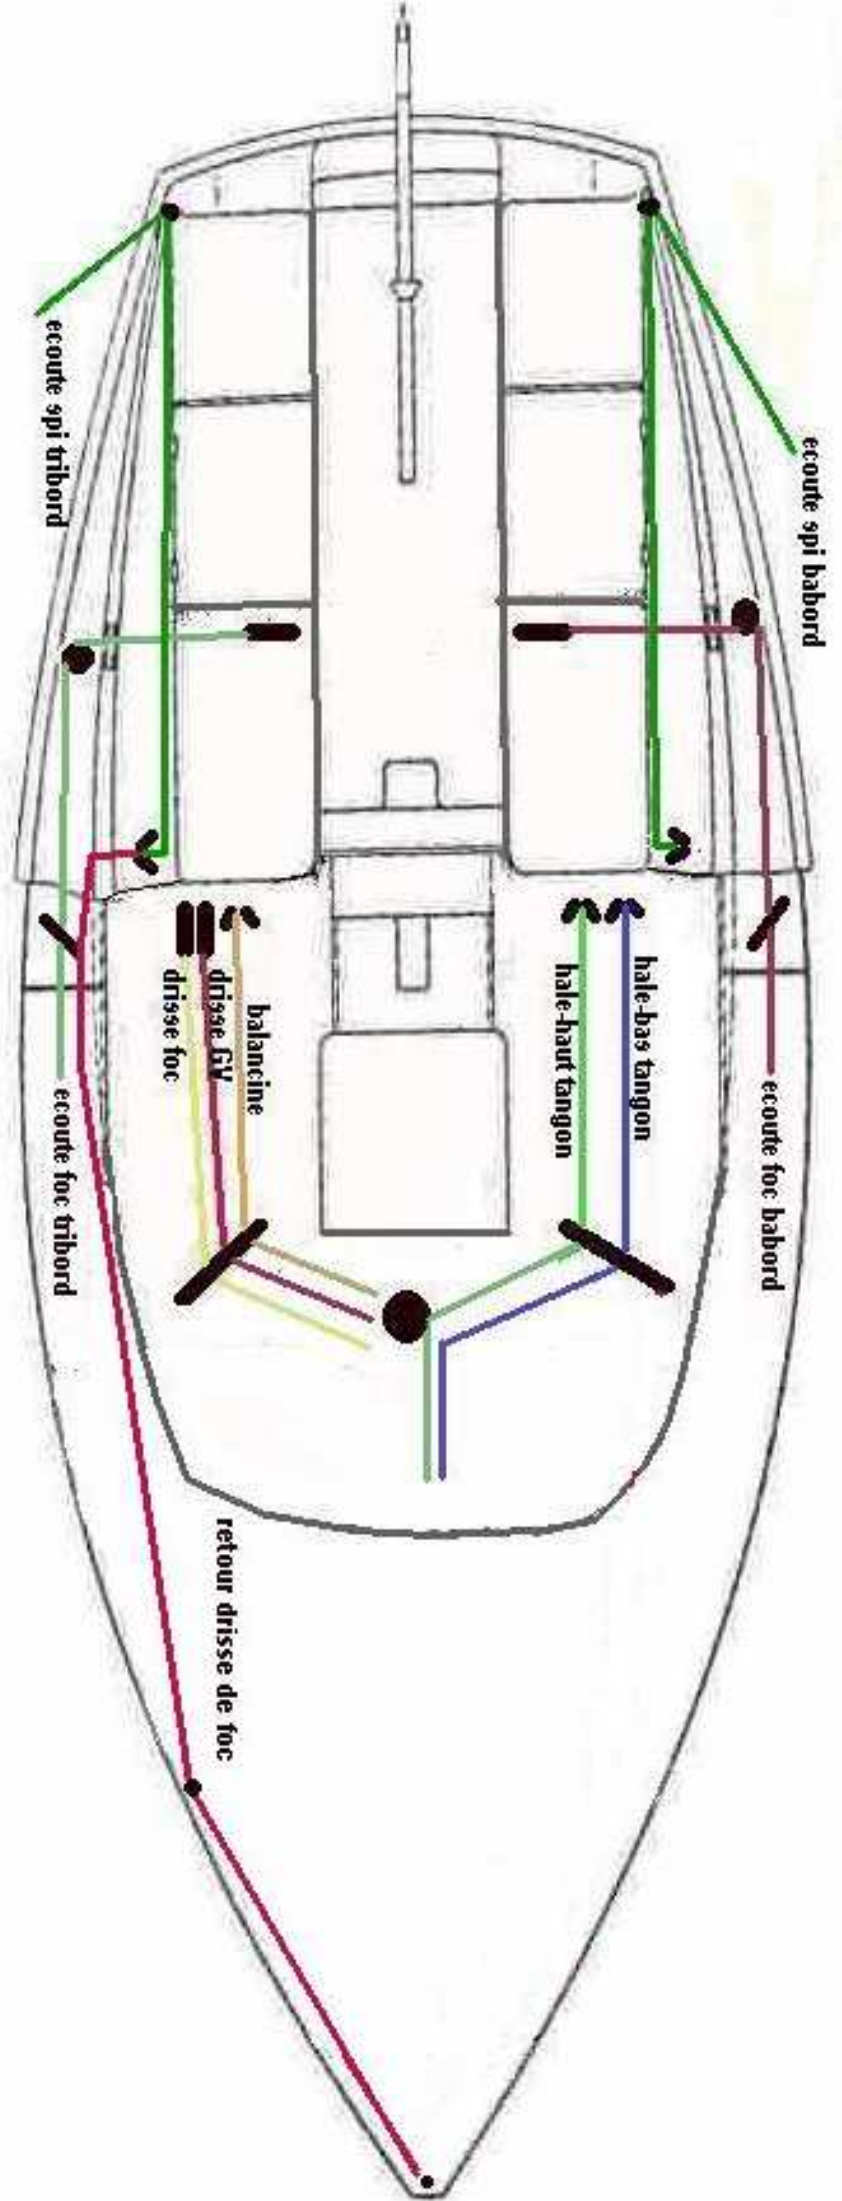 ecoute spi tribord
ecoute spi babord
drisse foc
drisse GV
balancine
hale-haut tangon
hale-bas tangon
ecoute foc tribord
ecoute foc babord
retour drisse de foc